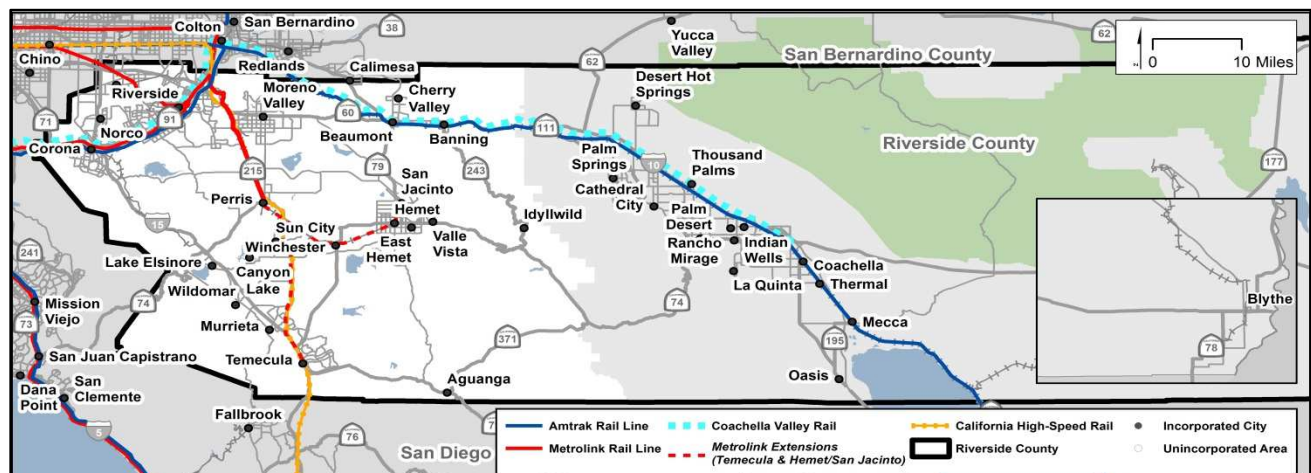 San Bernardino
Colton
38
Chino
Redlands
Calimesa
Yucca
Valley
62
San Bernardino County
62
0 10 Miles
Desert Hot
Springs
Riverside
Moreno
Valley
Cherry
Valley
71
91
60
Norco
Corona
Beaumont
Banning
111
Riverside County
177
215
79
243
Palm
Springs
10
Thousand
Palms
Cathedral
City
San
Jacinto
Perris
Hemet
Idyllwild
Palm
Desert
15
Sun City
Winchester
East
Hemet
Valle
Vista
Rancho
Mirage
Indian
Wells
241
Lake Elsinore
Canyon
Lake
La Quinta
Coachella
Thermal
Mission
Viejo
74
Wildomar
74
Blythe
73
Murrieta
Mecca
San Juan Capistrano
Temecula
371
195
78
Dana
Point
San
Clemente
Aguanga
Oasis
Fallbrook
5
76
San Diego
Amtrak Rail Line
Metrolink Rail Line
Coachella Valley Rail
Metrolink Extensions
(Temecula & Hemet/San Jacinto)
California High-Speed Rail
Riverside County
Incorporated City
Unincorporated Area